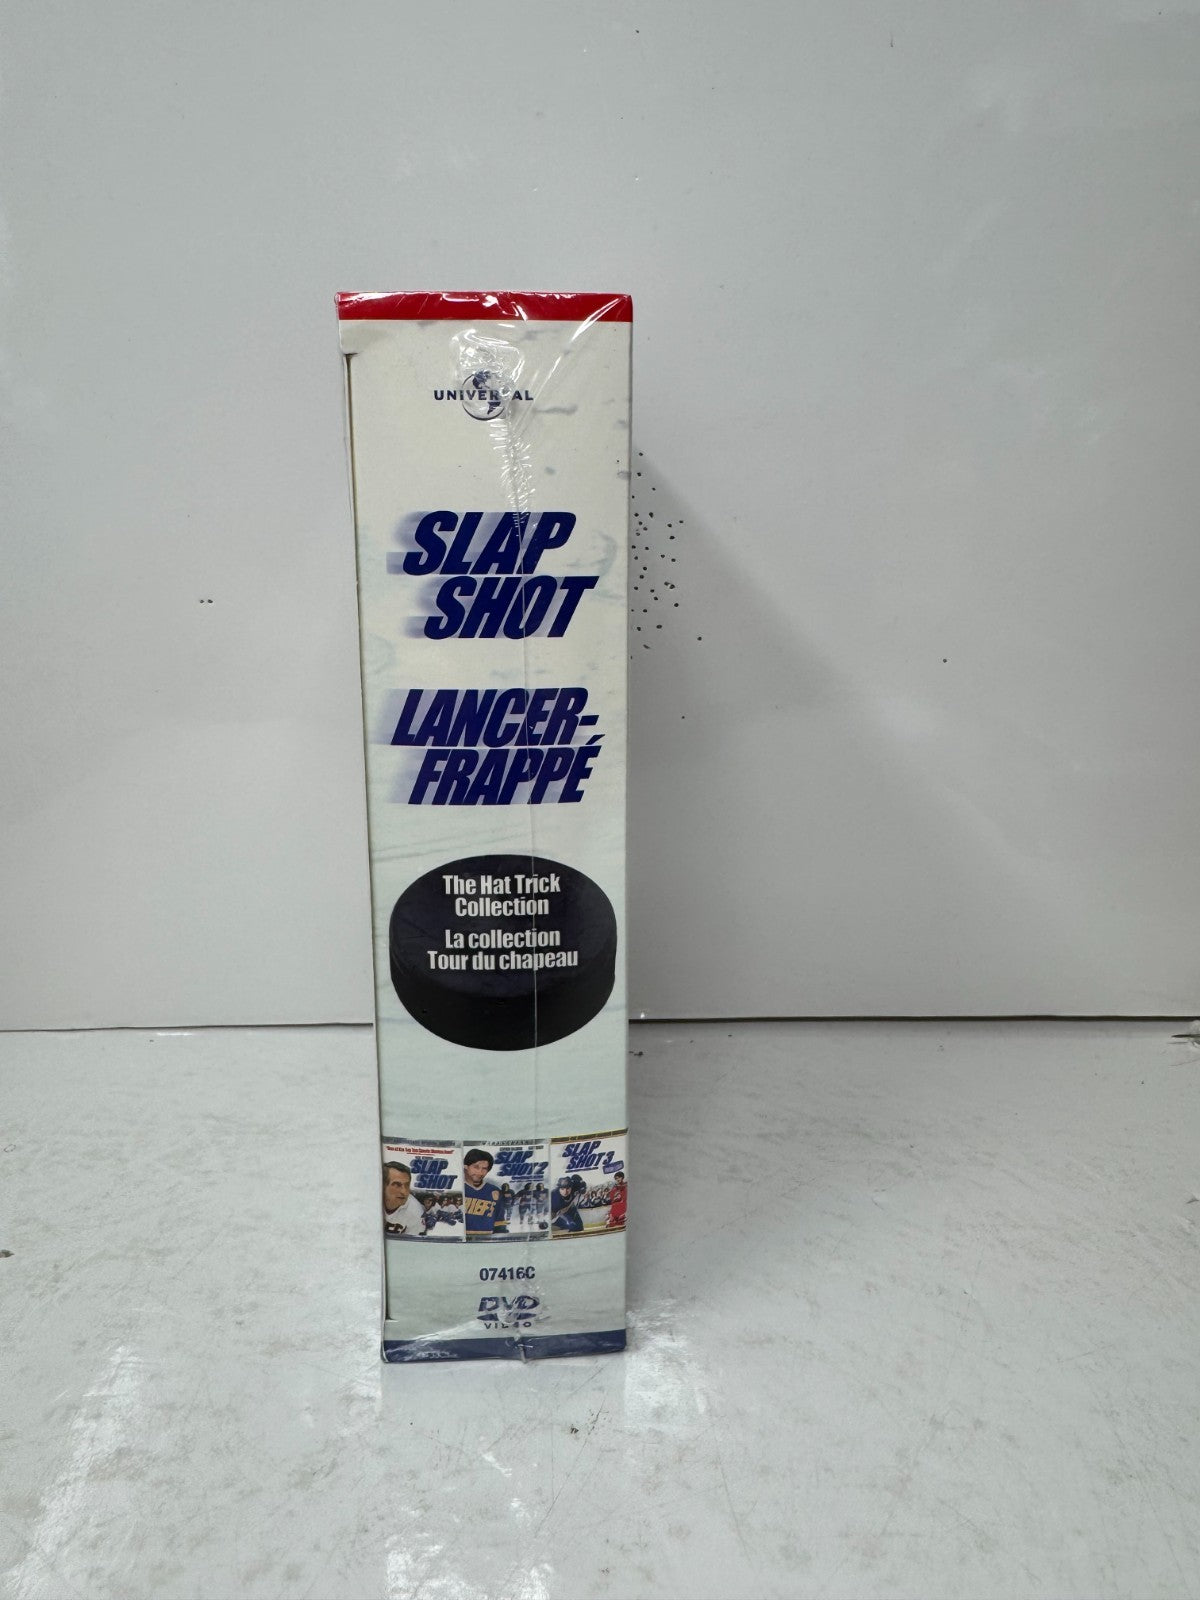 UNIVERSAL
SLAP
SHOT
LANCER-
FRAPPÉ
The Hat Trick
Collection
La collection
Tour du chapeau
SLAP
SHOT
SLAP
SHOT 2
CHIEFS
SLAP
SHOT 3
07416C
DVD
VIDEO